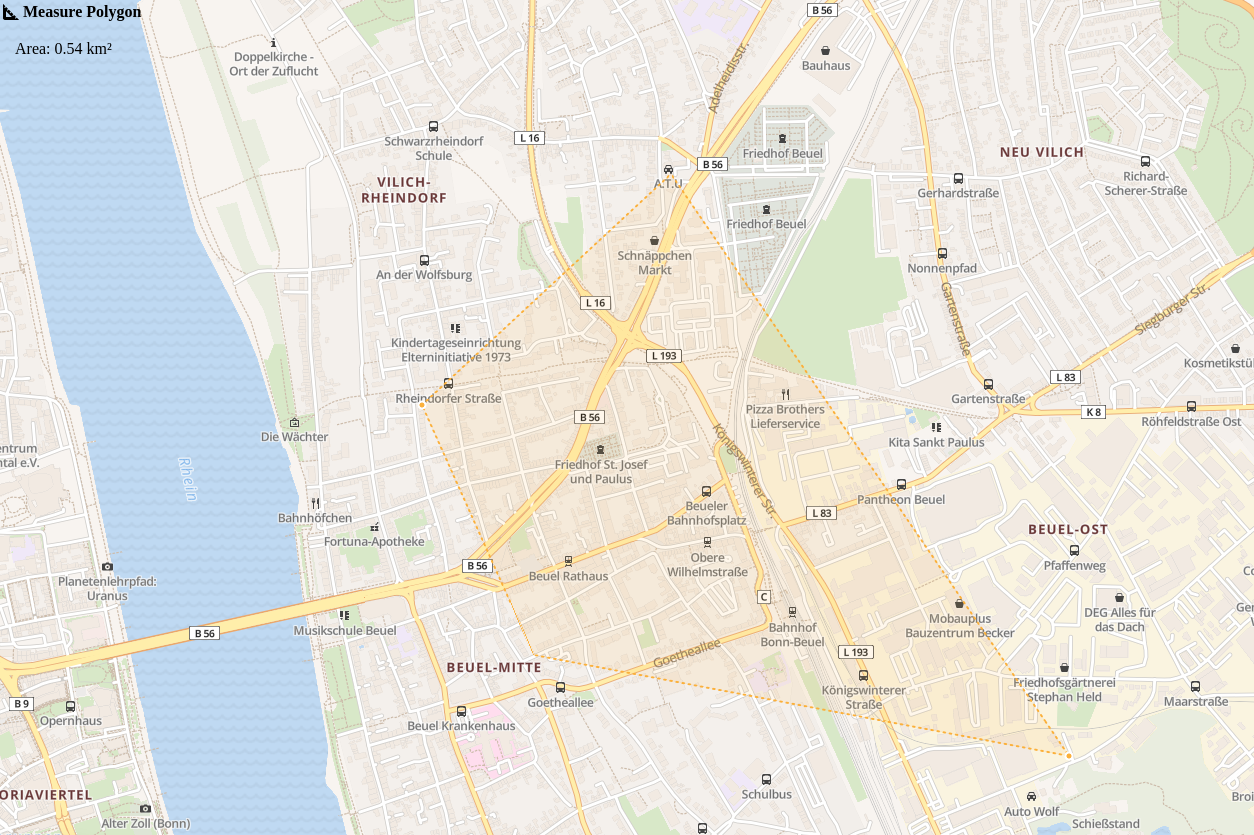 Measure Polygon
Area: 0.54 km²
B 56
Bauhaus
Doppelkirche -
Ort der Zuflucht
Adelheidisstr.
Schwarzrheindorf
Schule
L 16
Friedhof Beuel
NEU VILICH
B 56
A.T.U.
VILICH-
RHEINDORF
Gerhardstraße
Richard-
Scherer-Straße
Friedhof Beuel
Schnäppchen
Markt
An der Wolfsburg
Nonnenpfad
Gartenstraße
Siegburger Str.
L 16
Kindertageseinrichtung
Elterninitiative 1973
L 193
Kosmetikstü
L 83
Rheindorfer Straße
Gartenstraße
Pizza Brothers
Lieferservice
K 8
B 56
Röhfeldstraße Ost
Die Wächter
Königswinterer Str.
Kita Sankt Paulus
entrum
ntal e.V.
Rhein
Friedhof St. Josef
und Paulus
Pantheon Beuel
Beueler
Bahnhofsplatz
L 83
Bahnhöfchen
Fortuna-Apotheke
BEUEL-OST
Obere
Wilhelmstraße
Pfaffenweg
B 56
Beuel Rathaus
Planetenlehrpfad:
Uranus
C
DEG Alles für
das Dach
Mobauplus
Bauzentrum Becker
Musikschule Beuel
B 56
Bahnhof
Bonn-Beuel
Goetheallee
L 193
BEUEL-MITTE
Friedhofsgärtnerei
Stephan Held
Königswinterer
Straße
Maarstraße
B 9
Opernhaus
Goetheallee
Beuel Krankenhaus
ORIAVIERTEL
Schulbus
Auto Wolf
Alter Zoll (Bonn)
Schießstand
Broi